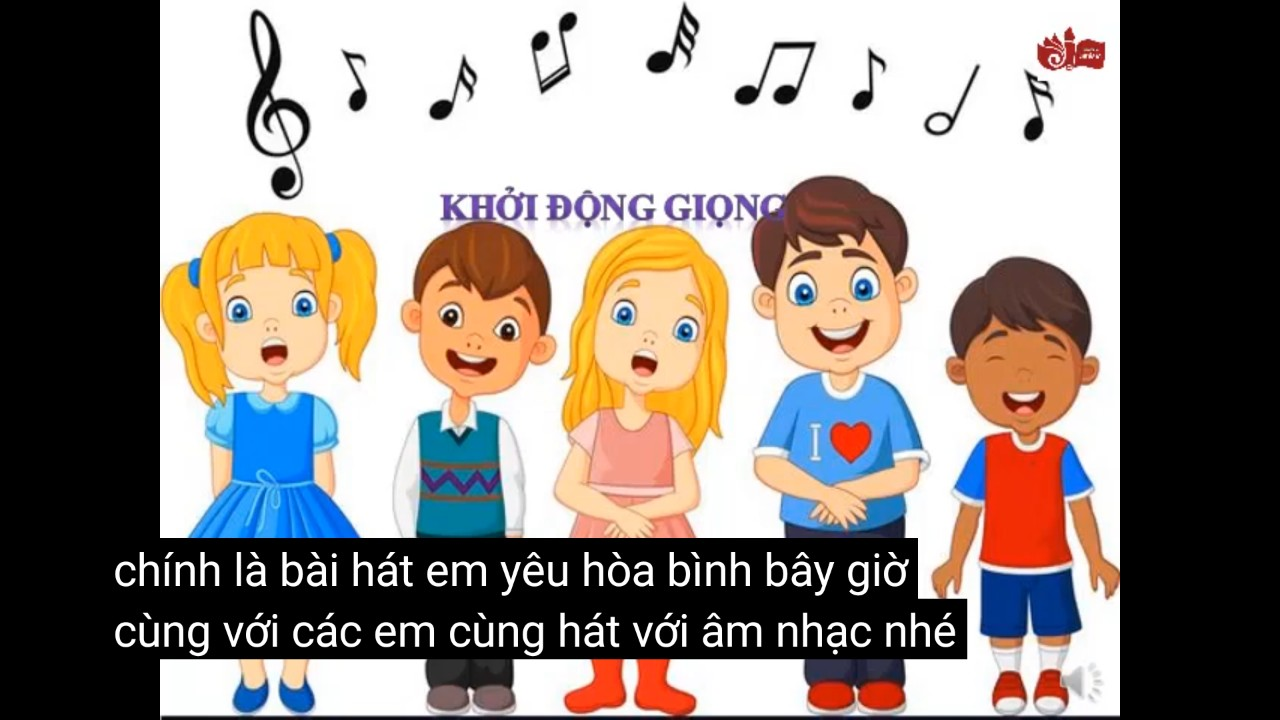 KHỞI ĐỘNG GIỌNG
I
chính là bài hát em yêu hòa bình bây giờ
cùng với các em cùng hát với âm nhạc nhé